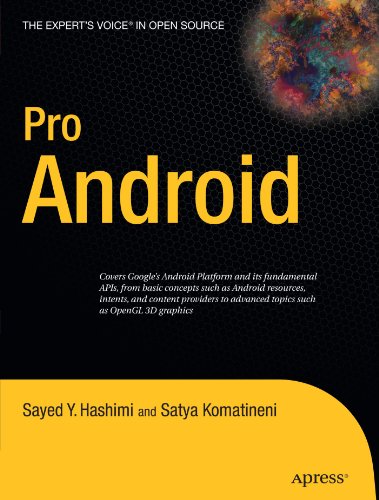 THE EXPERT'S VOICE® IN OPEN SOURCE
Pro
Android
Covers Google's Android Platform and its fundamental
APIs, from basic concepts such as Android resources,
intents, and content providers to advanced topics such
as OpenGL 3D graphics
Sayed Y. Hashimi and Satya Komatineni
Apress®